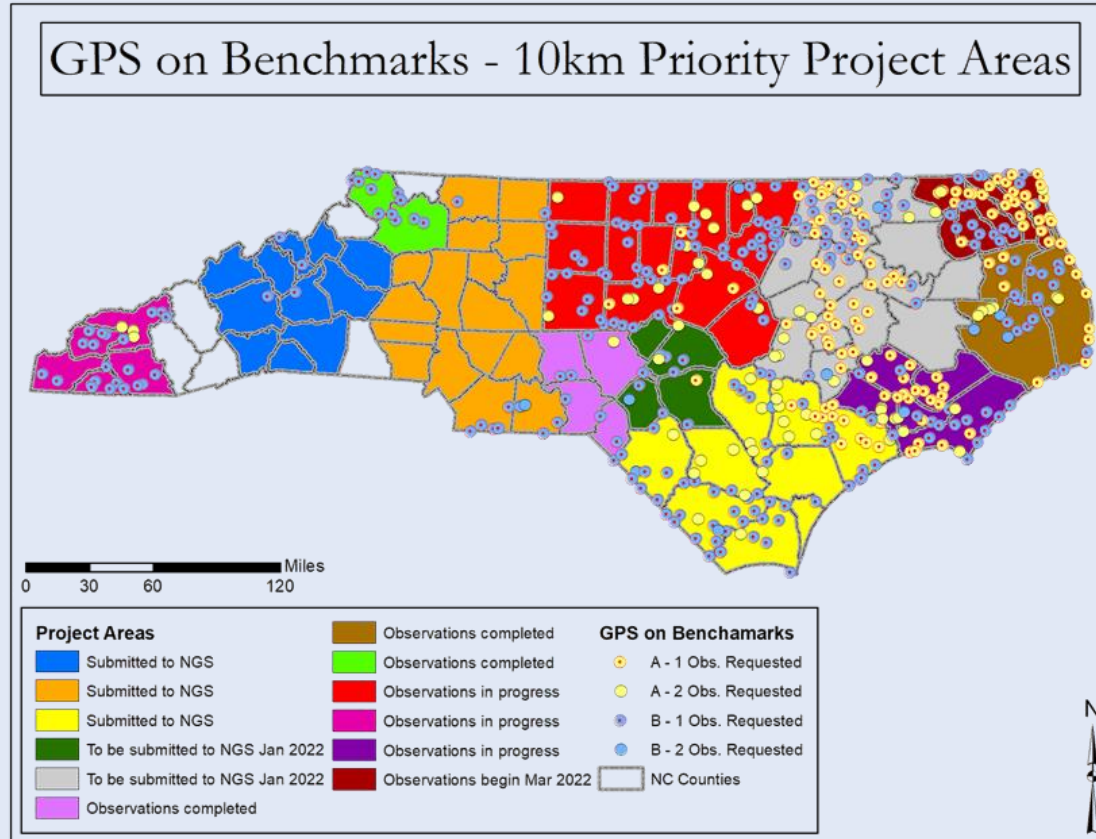 GPS on Benchmarks - 10km Priority Project Areas
Miles
0 30 60 120
Project Areas
Submitted to NGS
Submitted to NGS
Submitted to NGS
To be submitted to NGS Jan 2022
To be submitted to NGS Jan 2022
Observations completed
Observations completed
Observations completed
Observations in progress
Observations in progress
Observations in progress
Observations begin Mar 2022
GPS on Benchamarks
A - 1 Obs. Requested
A - 2 Obs. Requested
B - 1 Obs. Requested
B - 2 Obs. Requested
NC Counties
N